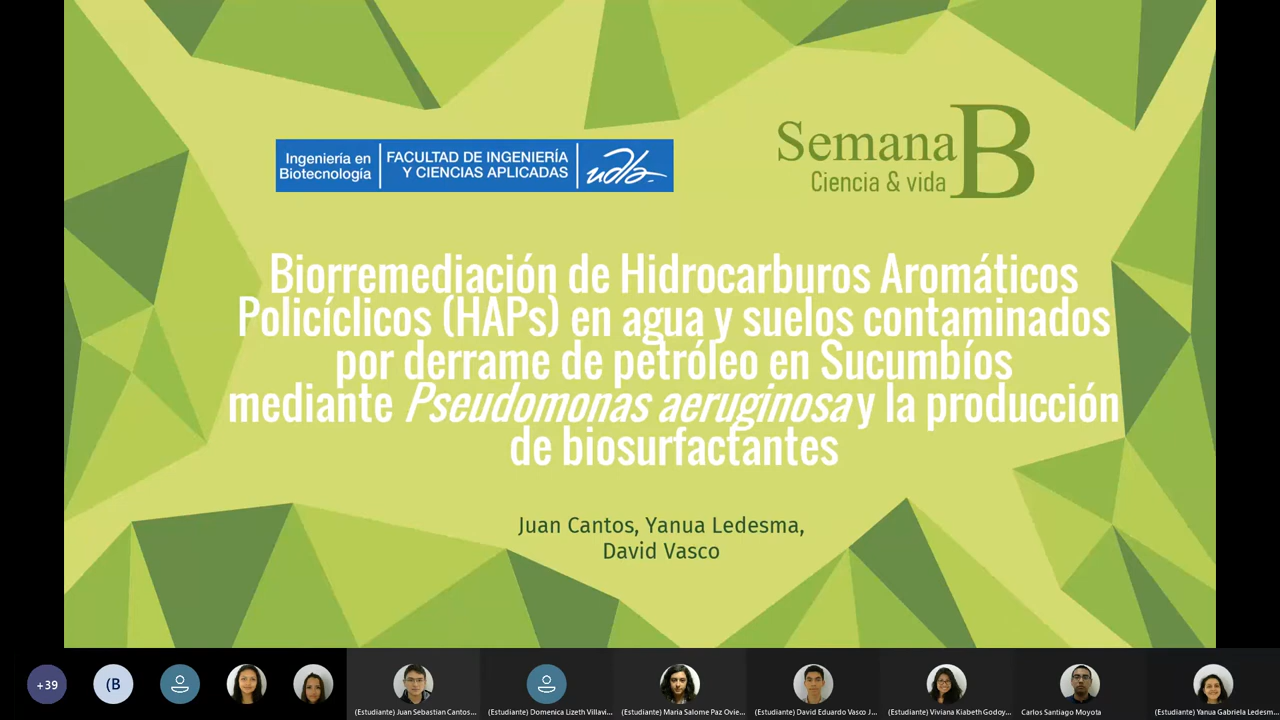 Ingeniería en
Biotecnología
FACULTAD DE INGENIERÍA
Y CIENCIAS APLICADAS
udla
Semana B
Ciencia & vida
Biorremediación de Hidrocarburos Aromáticos
Policíclicos (HAPs) en agua y suelos contaminados
por derrame de petróleo en Sucumbíos
mediante Pseudomonas aeruginosa y la producción
de biosurfactantes
Juan Cantos, Yanua Ledesma,
David Vasco
+39
(B
(Estudiante) Juan Sebastian Cantos...
(Estudiante) Domenica Lizeth Villavi...
(Estudiante) Maria Salome Paz Ovie...
(Estudiante) David Eduardo Vasco J...
(Estudiante) Viviana Kiabeth Godoy...
Carlos Santiago Moyota
(Estudiante) Yanua Gabriela Ledesm...